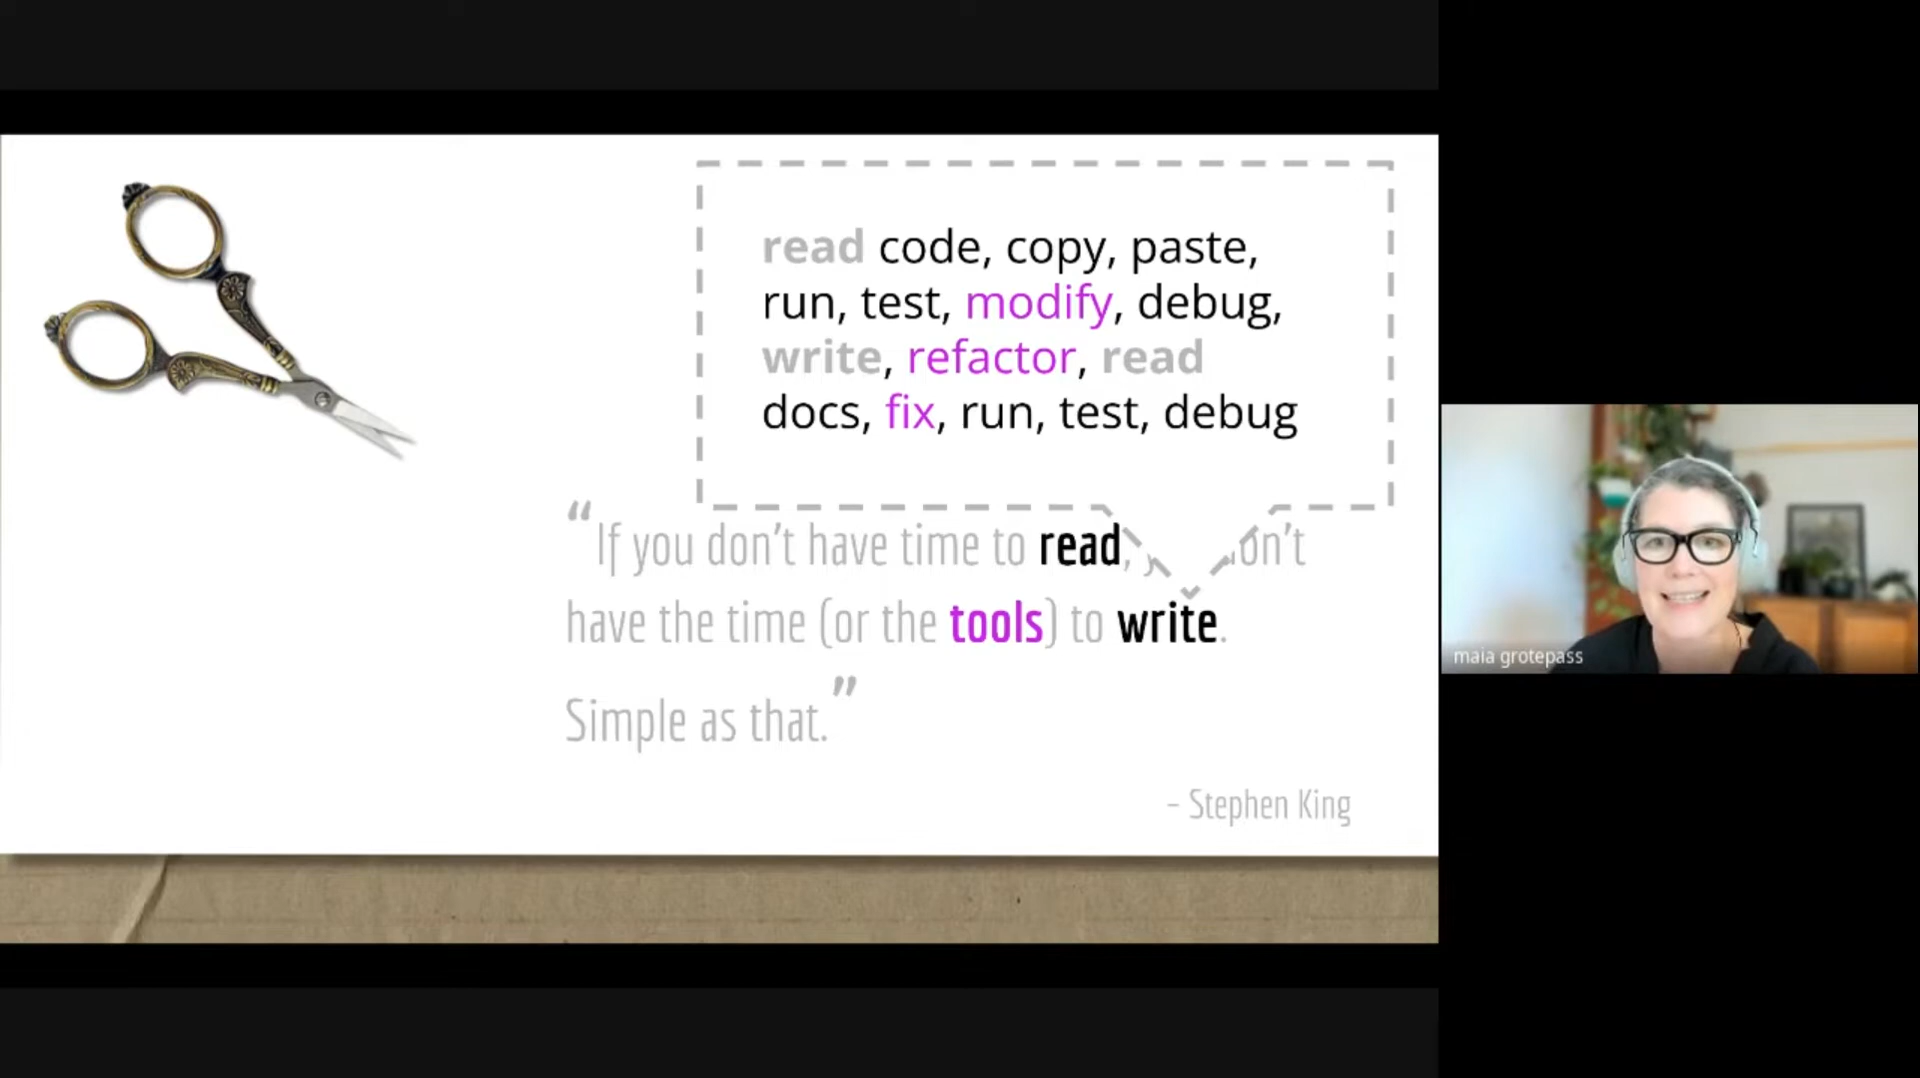 read code, copy, paste,
run, test, modify, debug,
write, refactor, read
docs, fix, run, test, debug
“If you don’t have time to read, don’t
have the time (or the tools) to write.
Simple as that.”
– Stephen King
maia grotepass